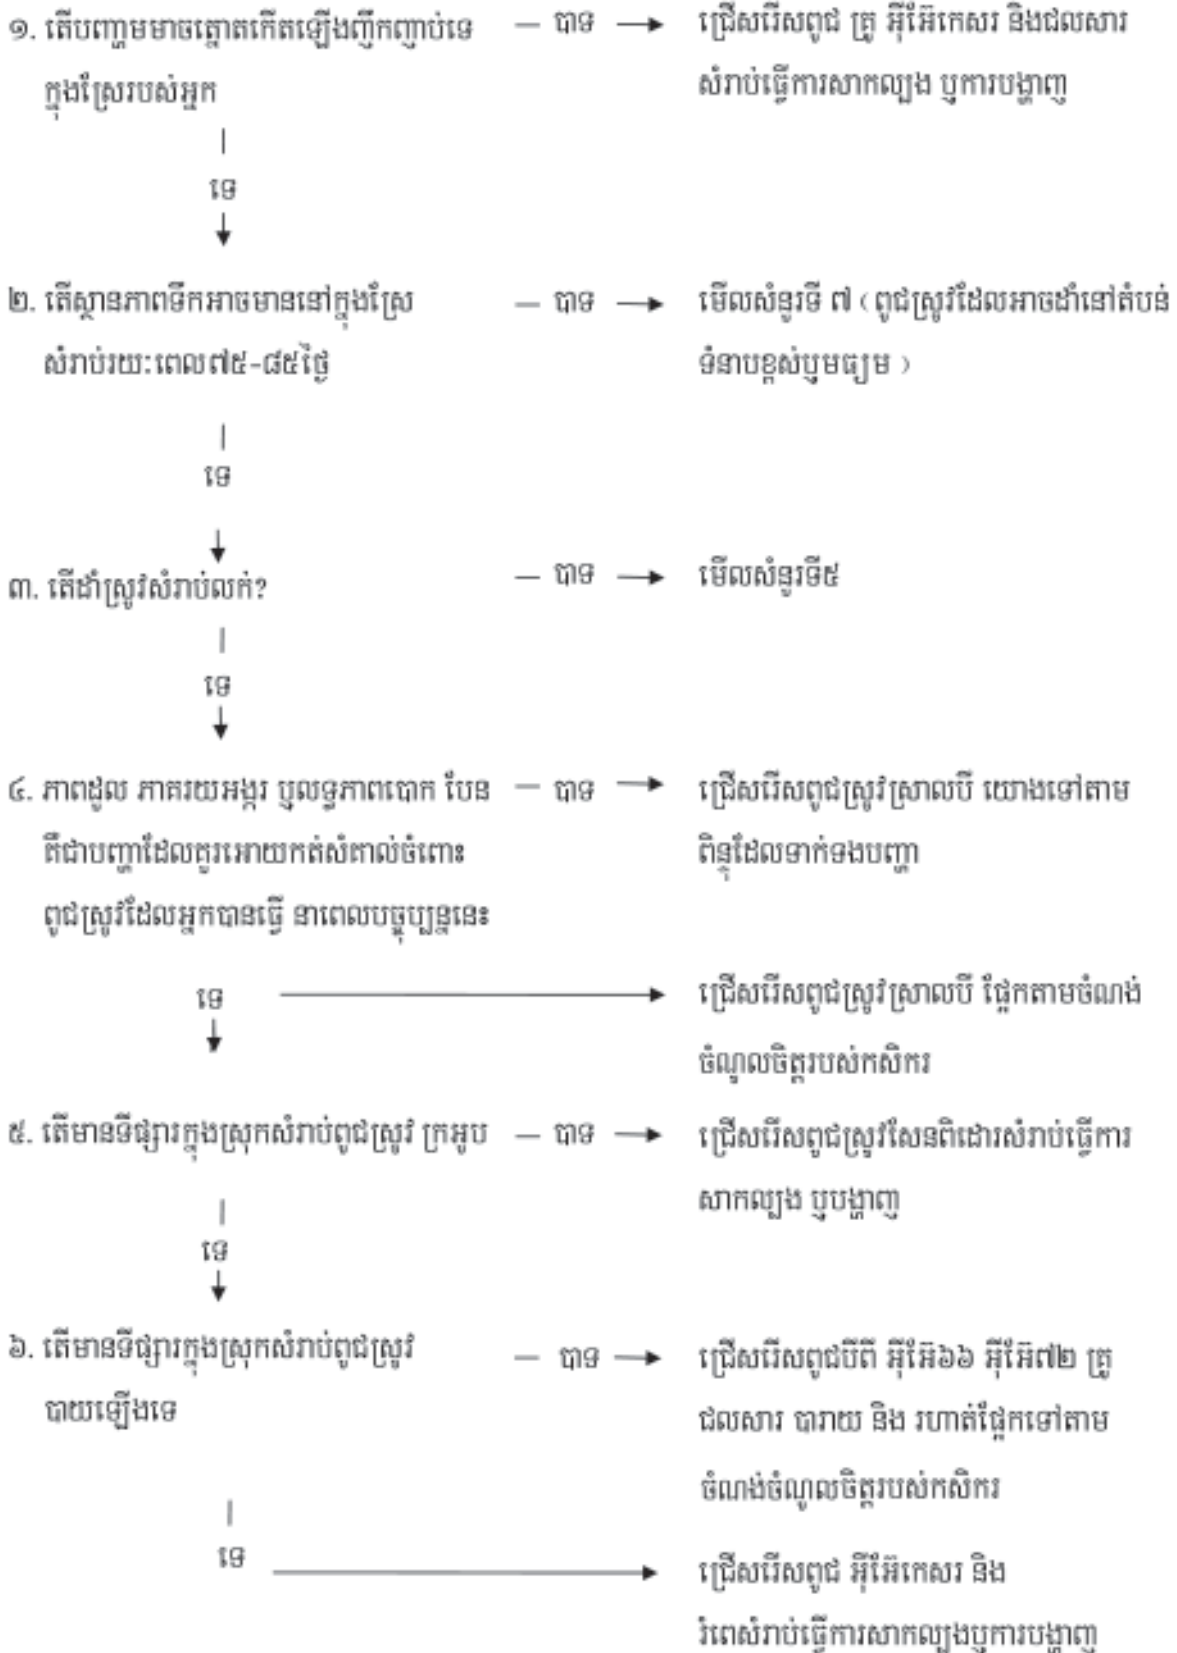 ១. តើបញ្ហាមមាចត្នោតកើតឡើងញឹកញាប់ទេ
ក្នុងស្រែរបស់អ្នក
– បាទ
ជ្រើសរើសពូជ គ្រូ អ៊ីអ៊ែកេសរ និងជលសារ
សំរាប់ធ្វើការសាកល្បង ឬការបង្ហាញ
ទេ
២. តើស្ថានភាពទឹកអាចមាននៅក្នុងស្រែ
សំរាប់រយៈពេល៧៥-៨៥ថ្ងៃ
– បាទ
មើលសំនួរទី ៧ ( ពូជស្រូវដែលអាចដាំនៅតំបន់
ទំនាបខ្ពស់ឬមធ្យម )
ទេ
៣. តើដាំស្រូវសំរាប់លក់?
– បាទ
មើលសំនួរទី៥
ទេ
៤. ភាពដួល ភាគរយអង្ករ ឬលទ្ធភាពបោក បែន
គឺជាបញ្ហាដែលគួរអោយកត់សំគាល់ចំពោះ
ពូជស្រូវដែលអ្នកបានធ្វើ នាពេលបច្ចុប្បន្ននេះ
– បាទ
ជ្រើសរើសពូជស្រូវស្រាលបី យោងទៅតាម
ពិន្ទុដែលទាក់ទងបញ្ហា
ទេ
ជ្រើសរើសពូជស្រូវស្រាលបី ផ្អែកតាមចំណង់
ចំណូលចិត្តរបស់កសិករ
៥. តើមានទីផ្សារក្នុងស្រុកសំរាប់ពូជស្រូវ ក្រអូប
– បាទ
ជ្រើសរើសពូជស្រូវសែនពិដោរសំរាប់ធ្វើការ
សាកល្បង ឬបង្ហាញ
ទេ
៦. តើមានទីផ្សារក្នុងស្រុកសំរាប់ពូជស្រូវ
បាយឡើងទេ
– បាទ
ជ្រើសរើសពូជបីពី អ៊ីអ៊ែ៦៦ អ៊ីអ៊ែ៧២ គ្រូ
ជលសារ បារាយ និង រហាត់ផ្អែកទៅតាម
ចំណង់ចំណូលចិត្តរបស់កសិករ
ទេ
ជ្រើសរើសពូជ អ៊ីអ៊ែកេសរ និង
រំពេសំរាប់ធ្វើការសាកល្បងឬការបង្ហាញ